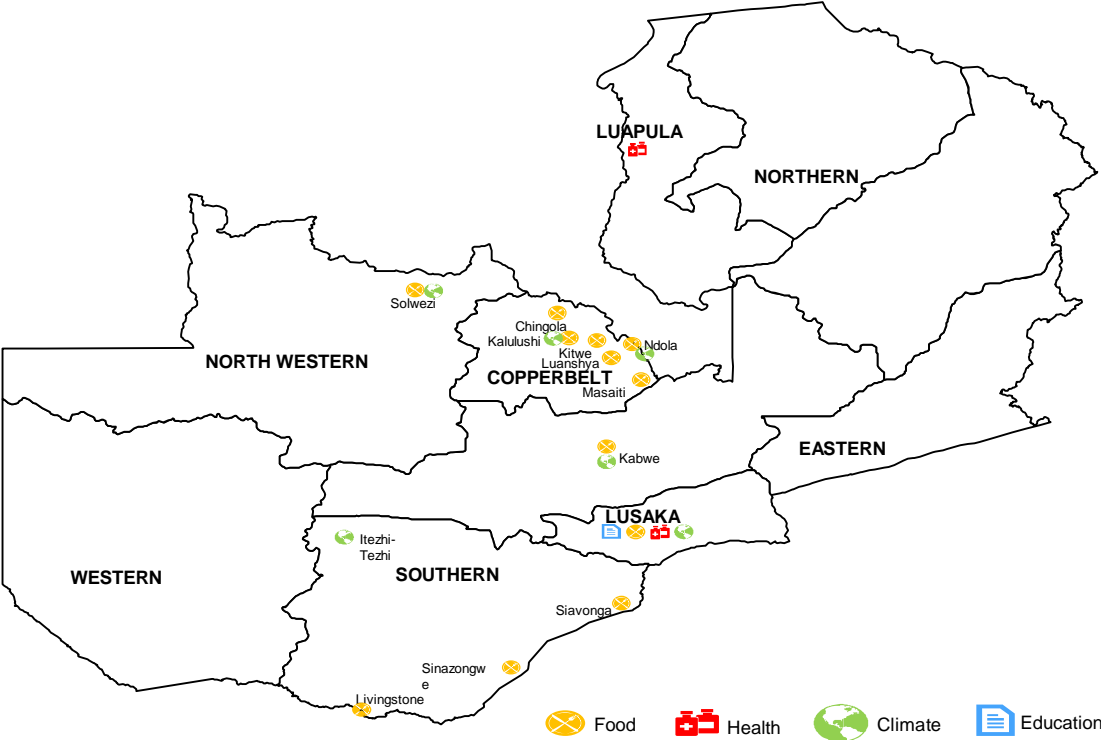 LUAPULA
NORTHERN
Solwezi
Chingola
Kalulushi
Ndola
Kitwe
NORTH WESTERN
Luanshya
COPPERBELT
Masaiti
EASTERN
Kabwe
LUSAKA
Itezhi-
Tezhi
WESTERN
SOUTHERN
Siavonga
Sinazongw
e
Livingstone
Food
Health
Climate
Education